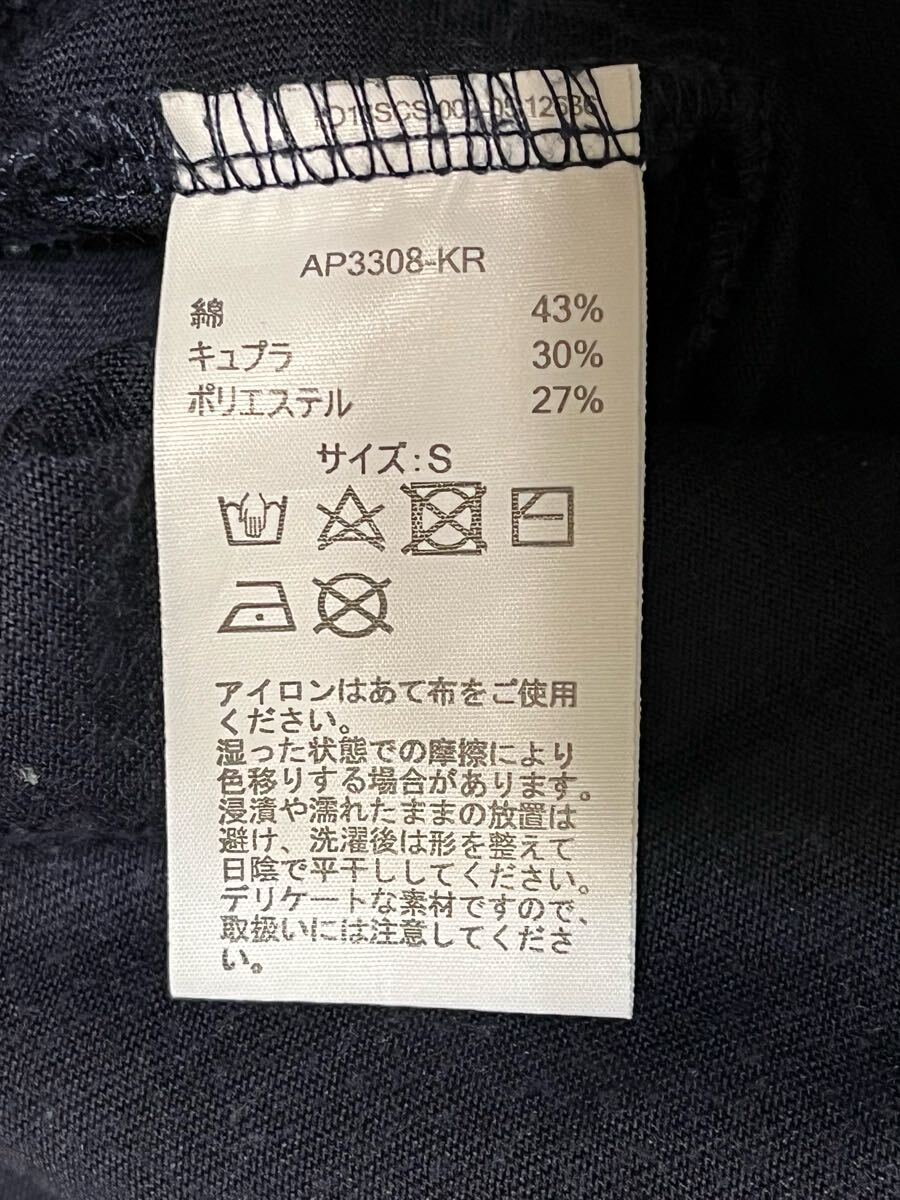 AP3308-KR
綿 43%
キュプラ 30%
ポリエステル 27%
サイズ:S
アイロンはあて布をご使用
ください。
湿った状態での摩擦により
色移りする場合があります。
浸漬や濡れたままの放置は
避け、洗濯後は形を整えて
日陰で平干ししてください。
デリケートな素材ですので、
取扱いには注意してくださ
い。